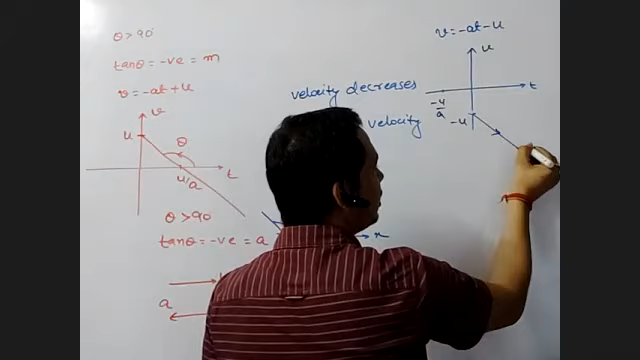 θ > 90°
tanθ = -ve = m
v = -at + u
v
u
θ
t
u/a
θ > 90°
tanθ = -ve = a
a
velocity decreases
velocity
x
v = -at - u
u
t
-u/a
-u